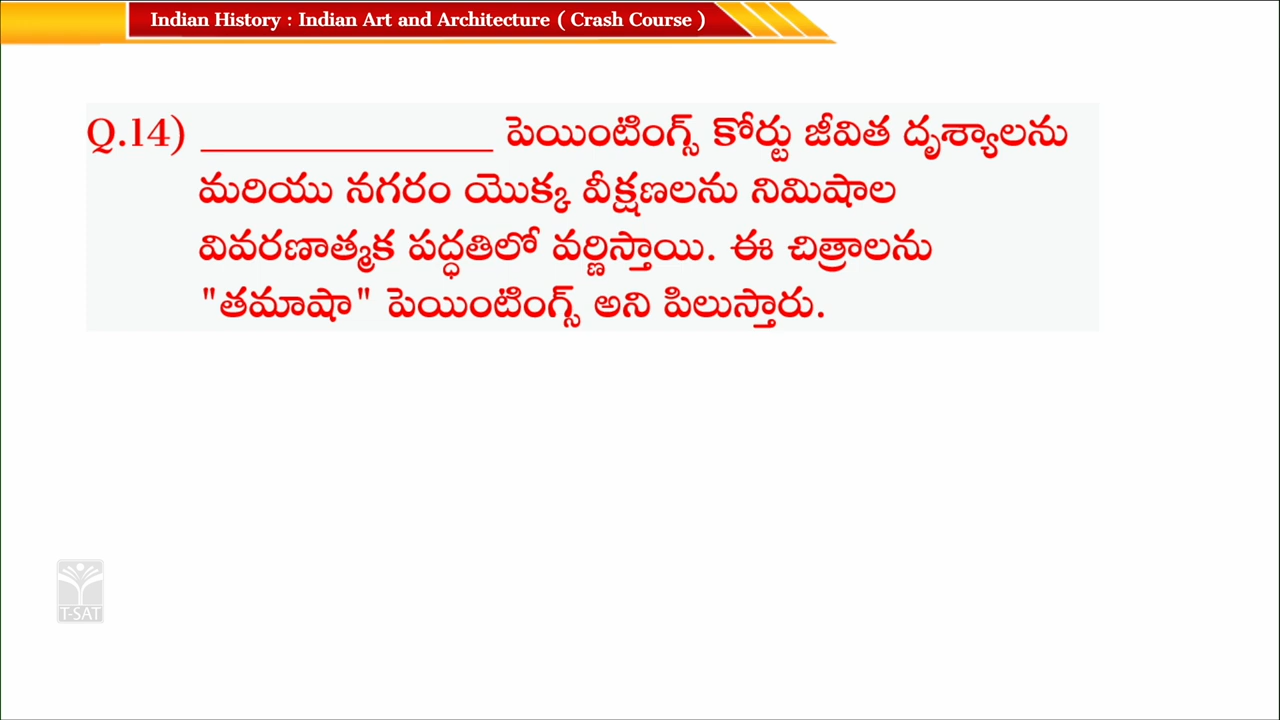 Indian History : Indian Art and Architecture ( Crash Course )
Q.14) ______________ పెయింటింగ్స్ కోర్టు జీవిత దృశ్యాలను
మరియు నగరం యొక్క వీక్షణలను నిమిషాల
వివరణాత్మక పద్ధతిలో వర్ణిస్తాయి. ఈ చిత్రాలను
"తమాషా" పెయింటింగ్స్ అని పిలుస్తారు.
T-SAT